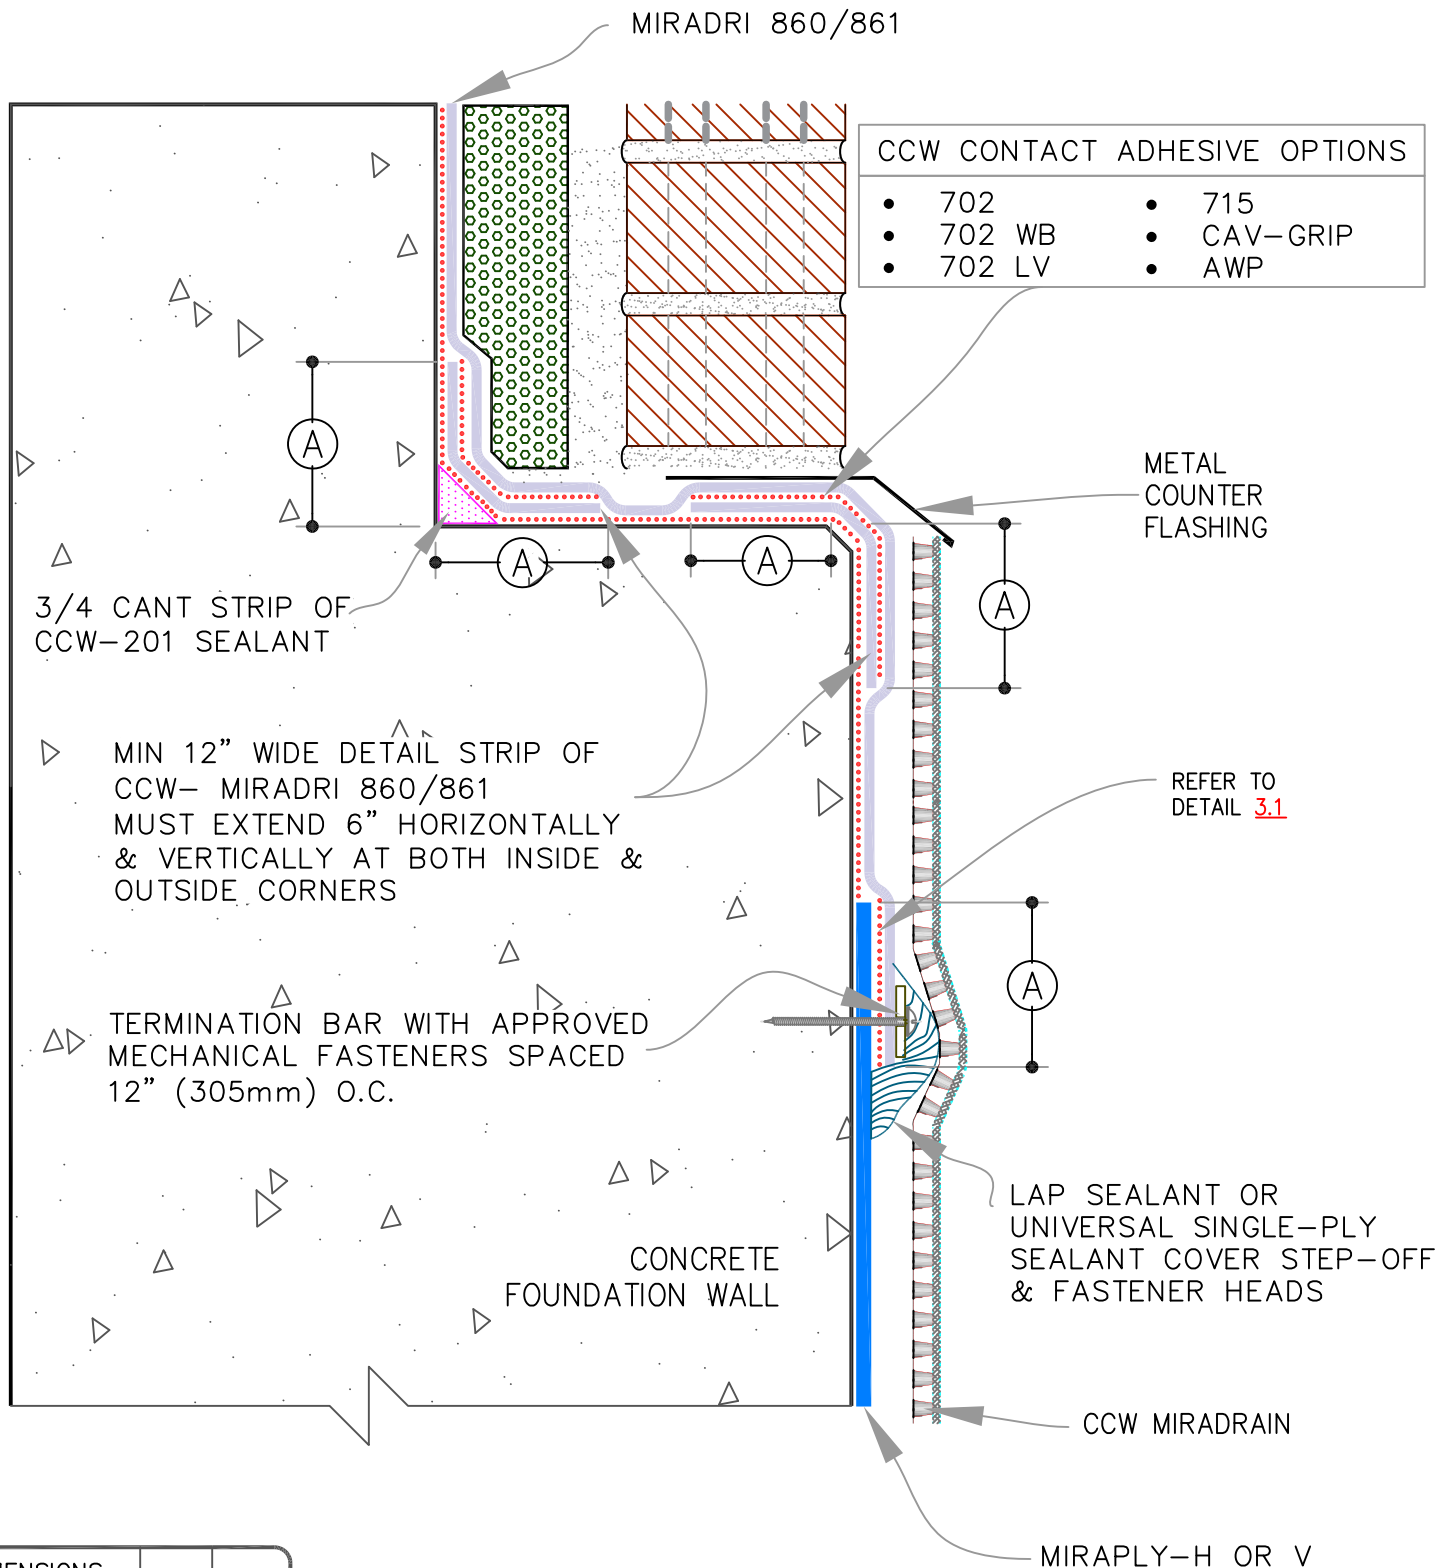 MIRADRI 860/861
CCW CONTACT ADHESIVE OPTIONS
• 702
• 702 WB
• 702 LV
• 715
• CAV-GRIP
• AWP
A
METAL
COUNTER
FLASHING
A
A
A
3/4 CANT STRIP OF
CCW-201 SEALANT
MIN 12" WIDE DETAIL STRIP OF
CCW- MIRADRI 860/861
MUST EXTEND 6" HORIZONTALLY
& VERTICALLY AT BOTH INSIDE &
OUTSIDE CORNERS
REFER TO
DETAIL 3.1
A
TERMINATION BAR WITH APPROVED
MECHANICAL FASTENERS SPACED
12" (305mm) O.C.
LAP SEALANT OR
UNIVERSAL SINGLE-PLY
SEALANT COVER STEP-OFF
& FASTENER HEADS
CONCRETE
FOUNDATION WALL
CCW MIRADRAIN
MIRAPLY-H OR V